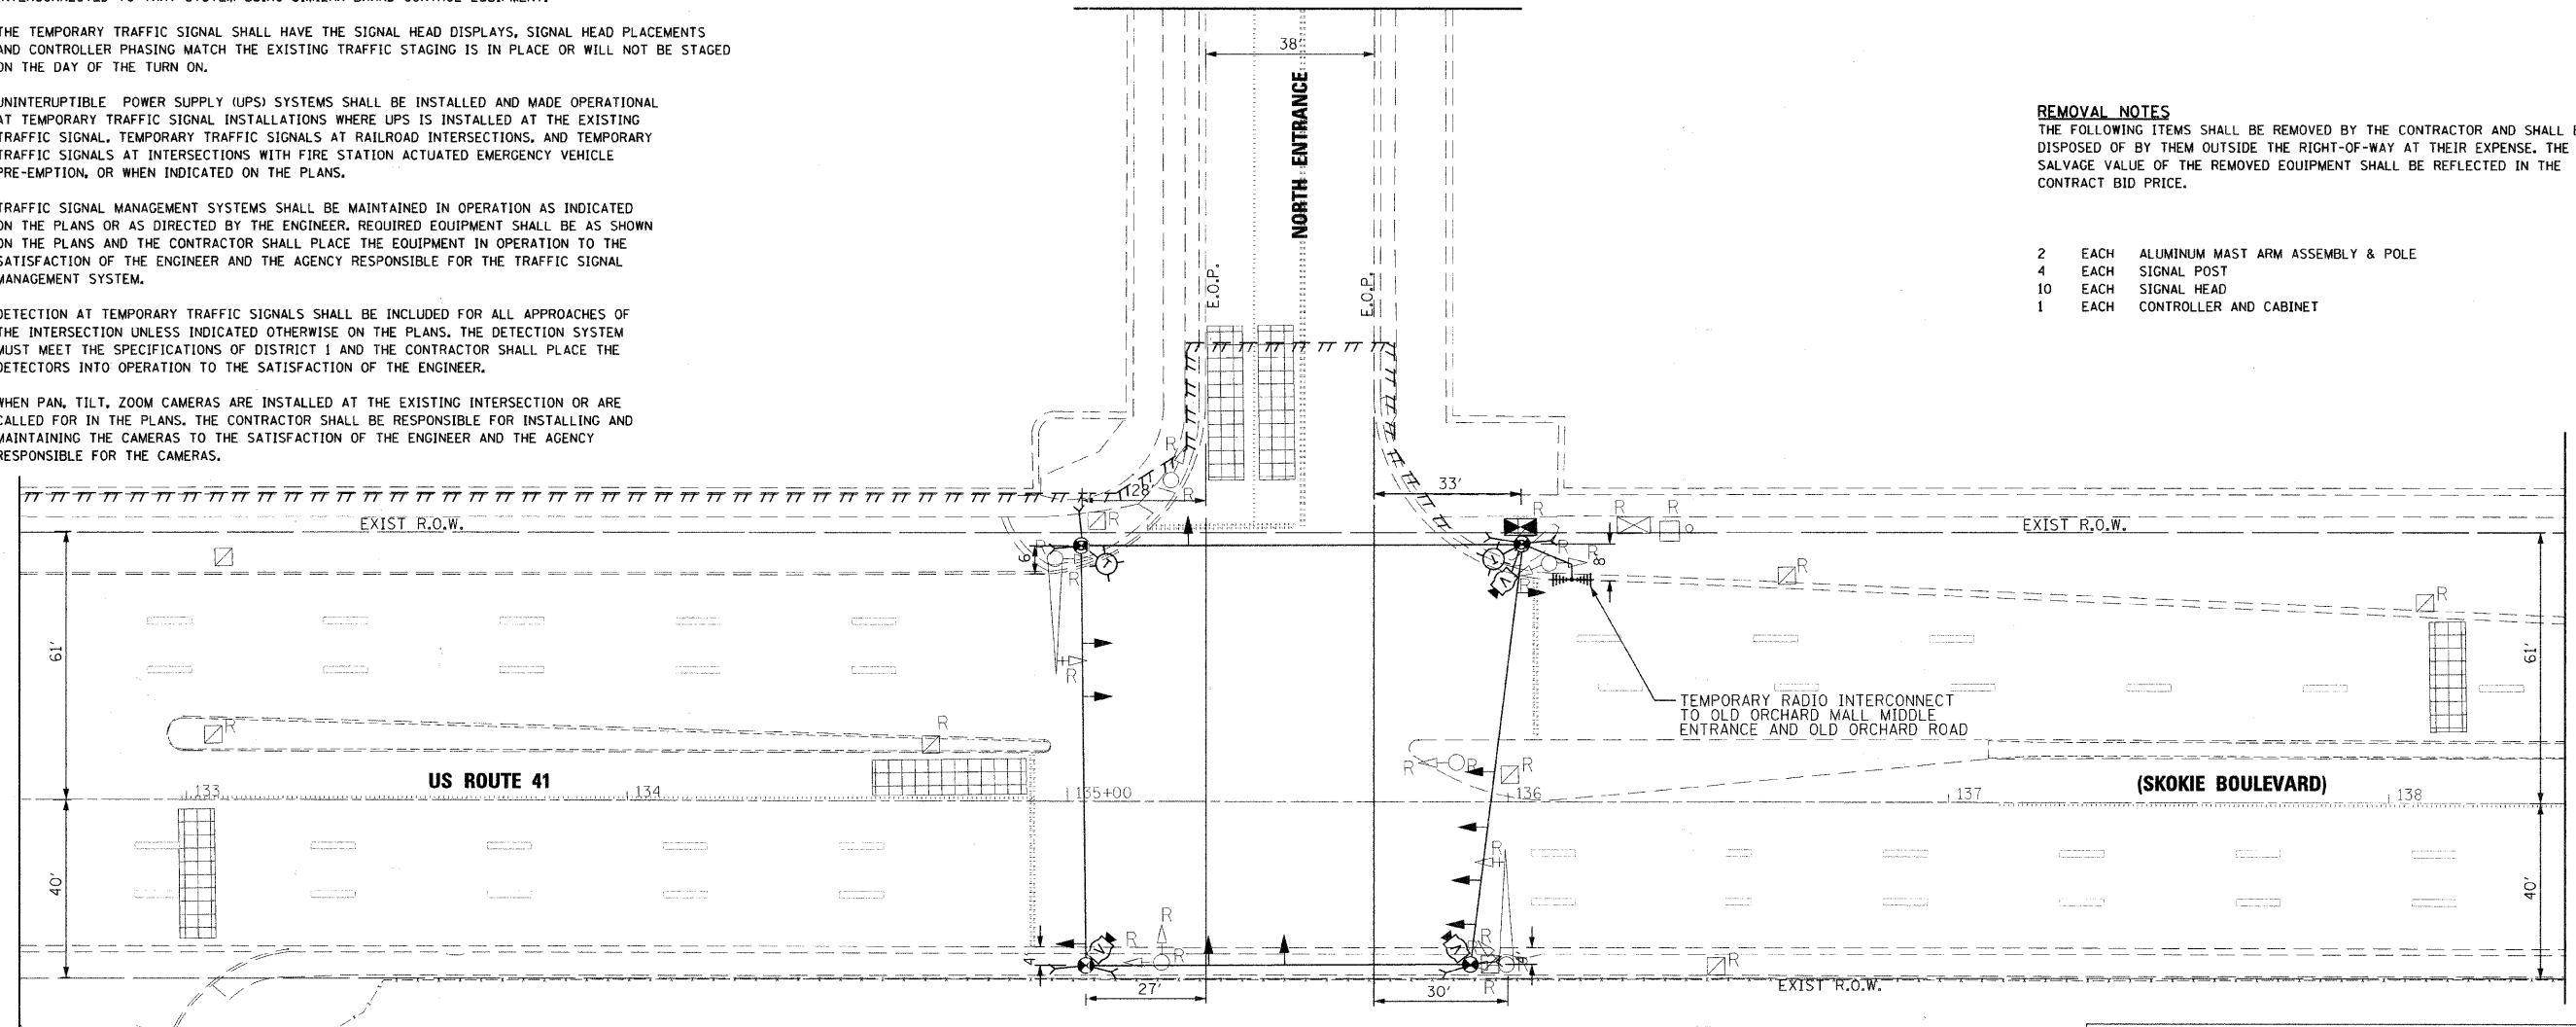 THE TEMPORARY TRAFFIC SIGNAL SHALL HAVE THE SIGNAL HEAD DISPLAYS, SIGNAL HEAD PLACEMENTS
AND CONTROLLER PHASING MATCH THE EXISTING TRAFFIC STAGING IS IN PLACE OR WILL NOT BE STAGED
ON THE DAY OF THE TURN ON.
UNINTERUPTIBLE POWER SUPPLY (UPS) SYSTEMS SHALL BE INSTALLED AND MADE OPERATIONAL
AT TEMPORARY TRAFFIC SIGNAL INSTALLATIONS WHERE UPS IS INSTALLED AT THE EXISTING
TRAFFIC SIGNAL, TEMPORARY TRAFFIC SIGNALS AT RAILROAD INTERSECTIONS, AND TEMPORARY
TRAFFIC SIGNALS AT INTERSECTIONS WITH FIRE STATION ACTUATED EMERGENCY VEHICLE
PRE-EMPTION, OR WHEN INDICATED ON THE PLANS.
TRAFFIC SIGNAL MANAGEMENT SYSTEMS SHALL BE MAINTAINED IN OPERATION AS INDICATED
ON THE PLANS OR AS DIRECTED BY THE ENGINEER. REQUIRED EQUIPMENT SHALL BE AS SHOWN
ON THE PLANS AND THE CONTRACTOR SHALL PLACE THE EQUIPMENT IN OPERATION TO THE
SATISFACTION OF THE ENGINEER AND THE AGENCY RESPONSIBLE FOR THE TRAFFIC SIGNAL
MANAGEMENT SYSTEM.
DETECTION AT TEMPORARY TRAFFIC SIGNALS SHALL BE INCLUDED FOR ALL APPROACHES OF
THE INTERSECTION UNLESS INDICATED OTHERWISE ON THE PLANS. THE DETECTION SYSTEM
MUST MEET THE SPECIFICATIONS OF DISTRICT 1 AND THE CONTRACTOR SHALL PLACE THE
DETECTORS INTO OPERATION TO THE SATISFACTION OF THE ENGINEER.
WHEN PAN, TILT, ZOOM CAMERAS ARE INSTALLED AT THE EXISTING INTERSECTION OR ARE
CALLED FOR IN THE PLANS. THE CONTRACTOR SHALL BE RESPONSIBLE FOR INSTALLING AND
MAINTAINING THE CAMERAS TO THE SATISFACTION OF THE ENGINEER AND THE AGENCY
RESPONSIBLE FOR THE CAMERAS.
REMOVAL NOTES
THE FOLLOWING ITEMS SHALL BE REMOVED BY THE CONTRACTOR AND SHALL
DISPOSED OF BY THEM OUTSIDE THE RIGHT-OF-WAY AT THEIR EXPENSE. THE
SALVAGE VALUE OF THE REMOVED EQUIPMENT SHALL BE REFLECTED IN THE
CONTRACT BID PRICE.
2 EACH ALUMINUM MAST ARM ASSEMBLY & POLE
4 EACH SIGNAL POST
10 EACH SIGNAL HEAD
1 EACH CONTROLLER AND CABINET
38'
NORTH ENTRANCE
E.O.P.
E.O.P.
33'
EXIST R.O.W.
EXIST R.O.W.
61'
61'
TEMPORARY RADIO INTERCONNECT
TO OLD ORCHARD MALL MIDDLE
ENTRANCE AND OLD ORCHARD ROAD
US ROUTE 41
(SKOKIE BOULEVARD)
133
134
135+00
136
137
138
40'
40'
27'
30'
EXIST R.O.W.